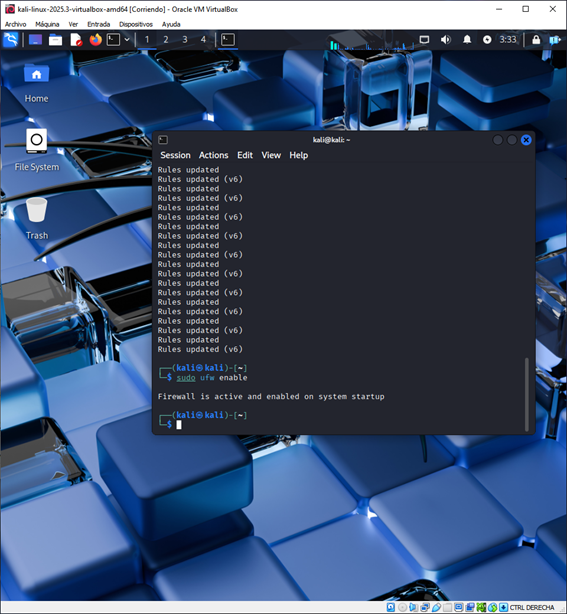 kali-linux-2025.3-virtualbox-amd64 [Corriendo] - Oracle VM VirtualBox
Archivo Máquina Ver Entrada Dispositivos Ayuda
1 2 3 4 3:33
Home
File System
Trash
kali@kali: ~
Session Actions Edit View Help
Rules updated
Rules updated (v6)
Rules updated
Rules updated (v6)
Rules updated
Rules updated (v6)
Rules updated
Rules updated (v6)
Rules updated
Rules updated
Rules updated (v6)
Rules updated (v6)
Rules updated
Rules updated (v6)
Rules updated
Rules updated (v6)
Rules updated
Rules updated (v6)
Rules updated
Rules updated (v6)
┌──(kali㉿kali)-[~]
└─$ sudo ufw enable
Firewall is active and enabled on system startup
┌──(kali㉿kali)-[~]
└─$
CTRL DERECHA